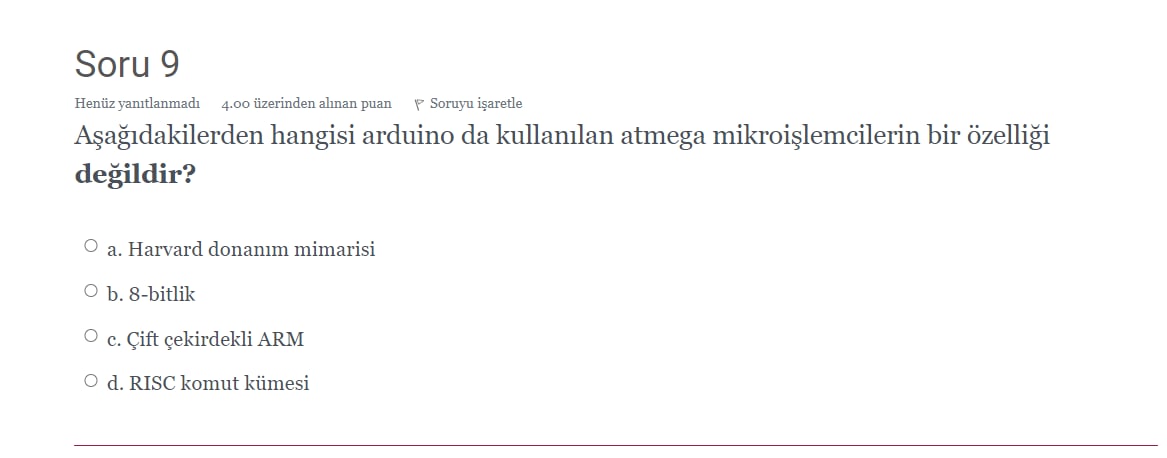 Soru 9
Henüz yanıtlanmadı 4.00 üzerinden alınan puan Soruyu işaretle
Aşağıdakilerden hangisi arduino da kullanılan atmega mikroişlemcilerin bir özelliği
değildir?
a. Harvard donanım mimarisi
b. 8-bitlik
c. Çift çekirdekli ARM
d. RISC komut kümesi